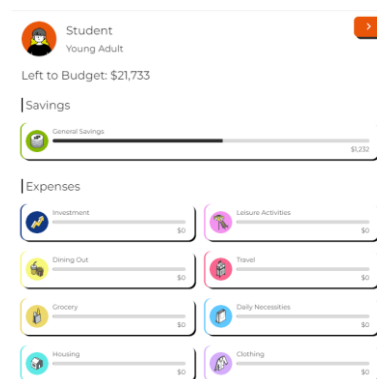 Student
Young Adult
Left to Budget: $21,733
Savings
General Savings
$1,232
Expenses
Investment
$0
Leisure Activities
$0
Dining Out
$0
Travel
$0
Grocery
$0
Daily Necessities
$0
Housing
$0
Clothing
$0